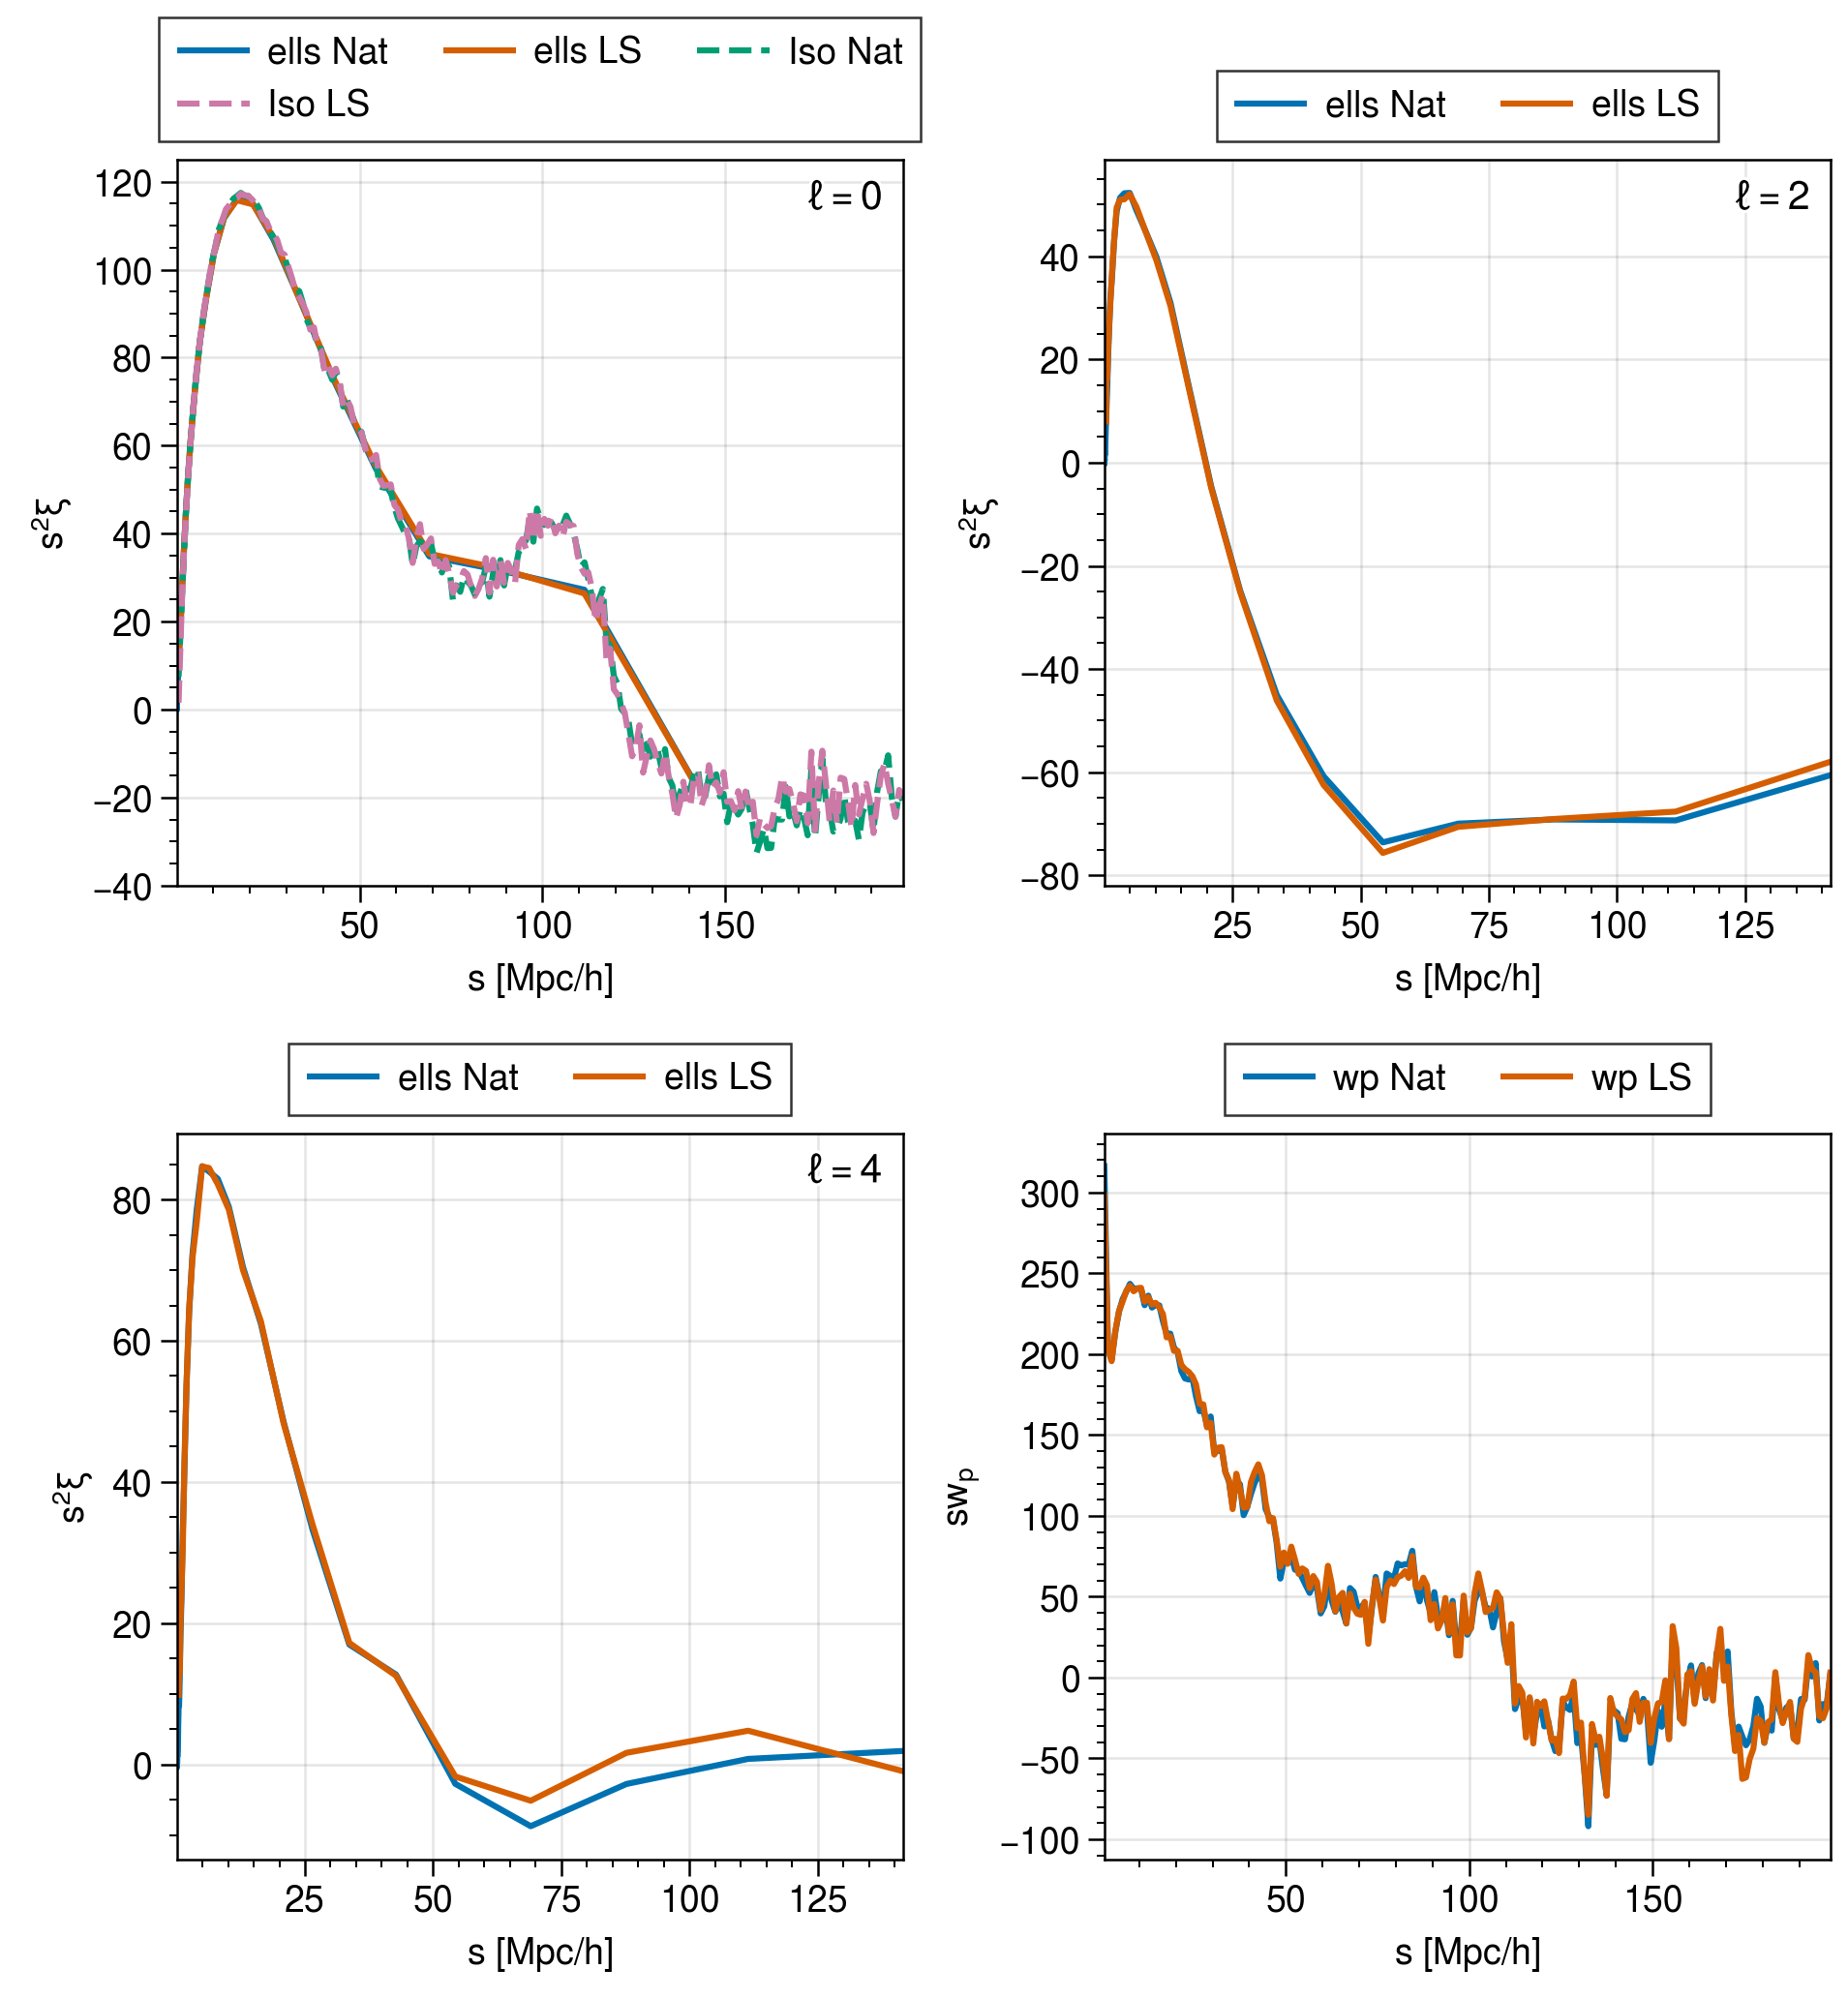 ells Nat ells LS Iso Nat
Iso LS
ℓ = 0
120
100
80
60
40
20
0
−20
−40
s²ξ
50 100 150
s [Mpc/h]
ells Nat ells LS
ℓ = 2
40
20
0
−20
−40
−60
−80
s²ξ
25 50 75 100 125
s [Mpc/h]
ells Nat ells LS
ℓ = 4
80
60
40
20
0
s²ξ
25 50 75 100 125
s [Mpc/h]
wp Nat wp LS
300
250
200
150
100
50
0
−50
−100
swₚ
50 100 150
s [Mpc/h]